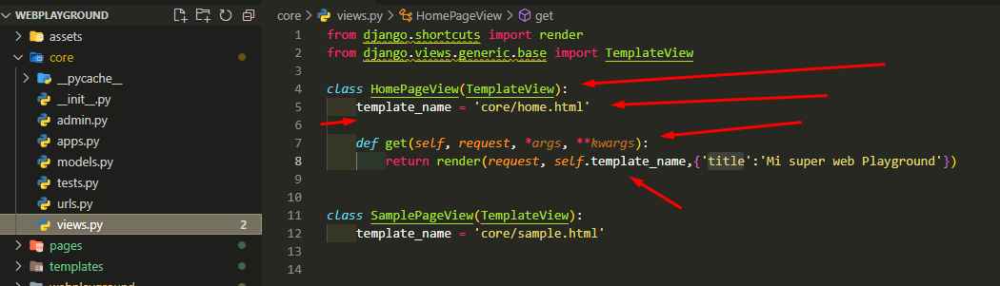 WEBPLAYGROUND
assets
core
__pycache__
__init__.py
admin.py
apps.py
models.py
tests.py
urls.py
views.py 2
pages
templates
webplayground
core > views.py > HomePageView > get
1 from django.shortcuts import render
2 from django.views.generic.base import TemplateView
3
4 class HomePageView(TemplateView):
5 template_name = 'core/home.html'
6
7 def get(self, request, *args, **kwargs):
8 return render(request, self.template_name,{'title':'Mi super web Playground'})
9
10
11 class SamplePageView(TemplateView):
12 template_name = 'core/sample.html'
13
14